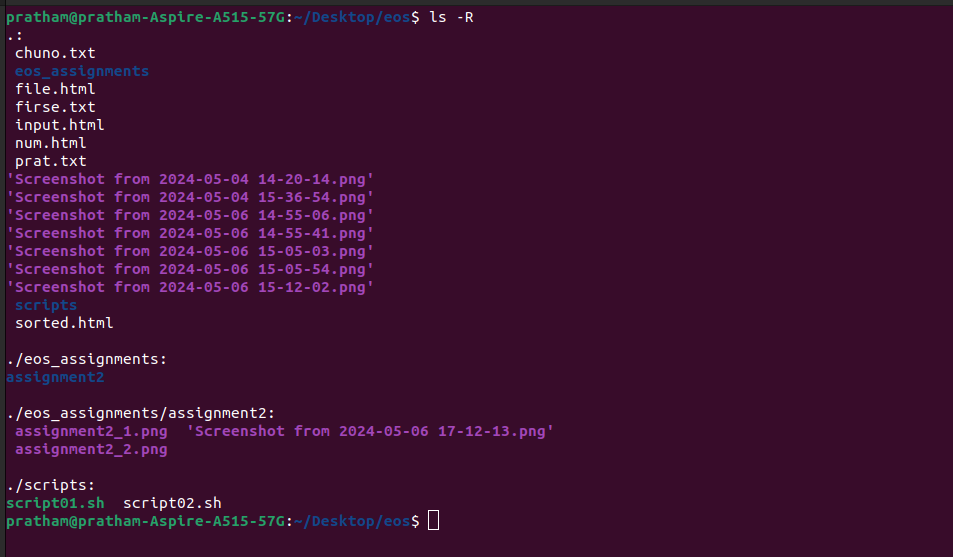 pratham@pratham-Aspire-A515-57G:~/Desktop/eos$ ls -R
.:
chuno.txt
eos_assignments
file.html
firse.txt
input.html
num.html
prat.txt
'Screenshot from 2024-05-04 14-20-14.png'
'Screenshot from 2024-05-04 15-36-54.png'
'Screenshot from 2024-05-06 14-55-06.png'
'Screenshot from 2024-05-06 14-55-41.png'
'Screenshot from 2024-05-06 15-05-03.png'
'Screenshot from 2024-05-06 15-05-54.png'
'Screenshot from 2024-05-06 15-12-02.png'
scripts
sorted.html
./eos_assignments:
assignment2
./eos_assignments/assignment2:
assignment2_1.png  'Screenshot from 2024-05-06 17-12-13.png'
assignment2_2.png
./scripts:
script01.sh  script02.sh
pratham@pratham-Aspire-A515-57G:~/Desktop/eos$